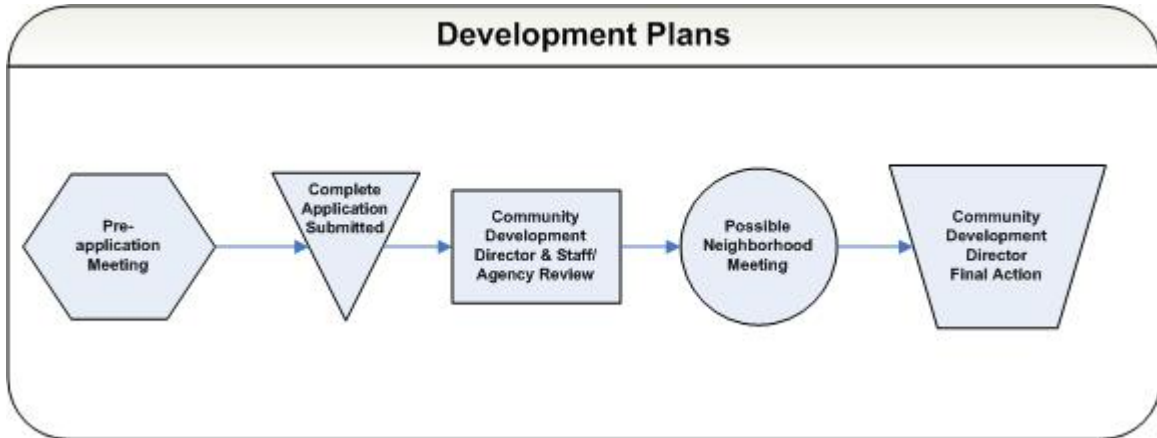 Development Plans
Pre-
application
Meeting
Complete
Application
Submitted
Community
Development
Director & Staff/
Agency Review
Possible
Neighborhood
Meeting
Community
Development
Director
Final Action